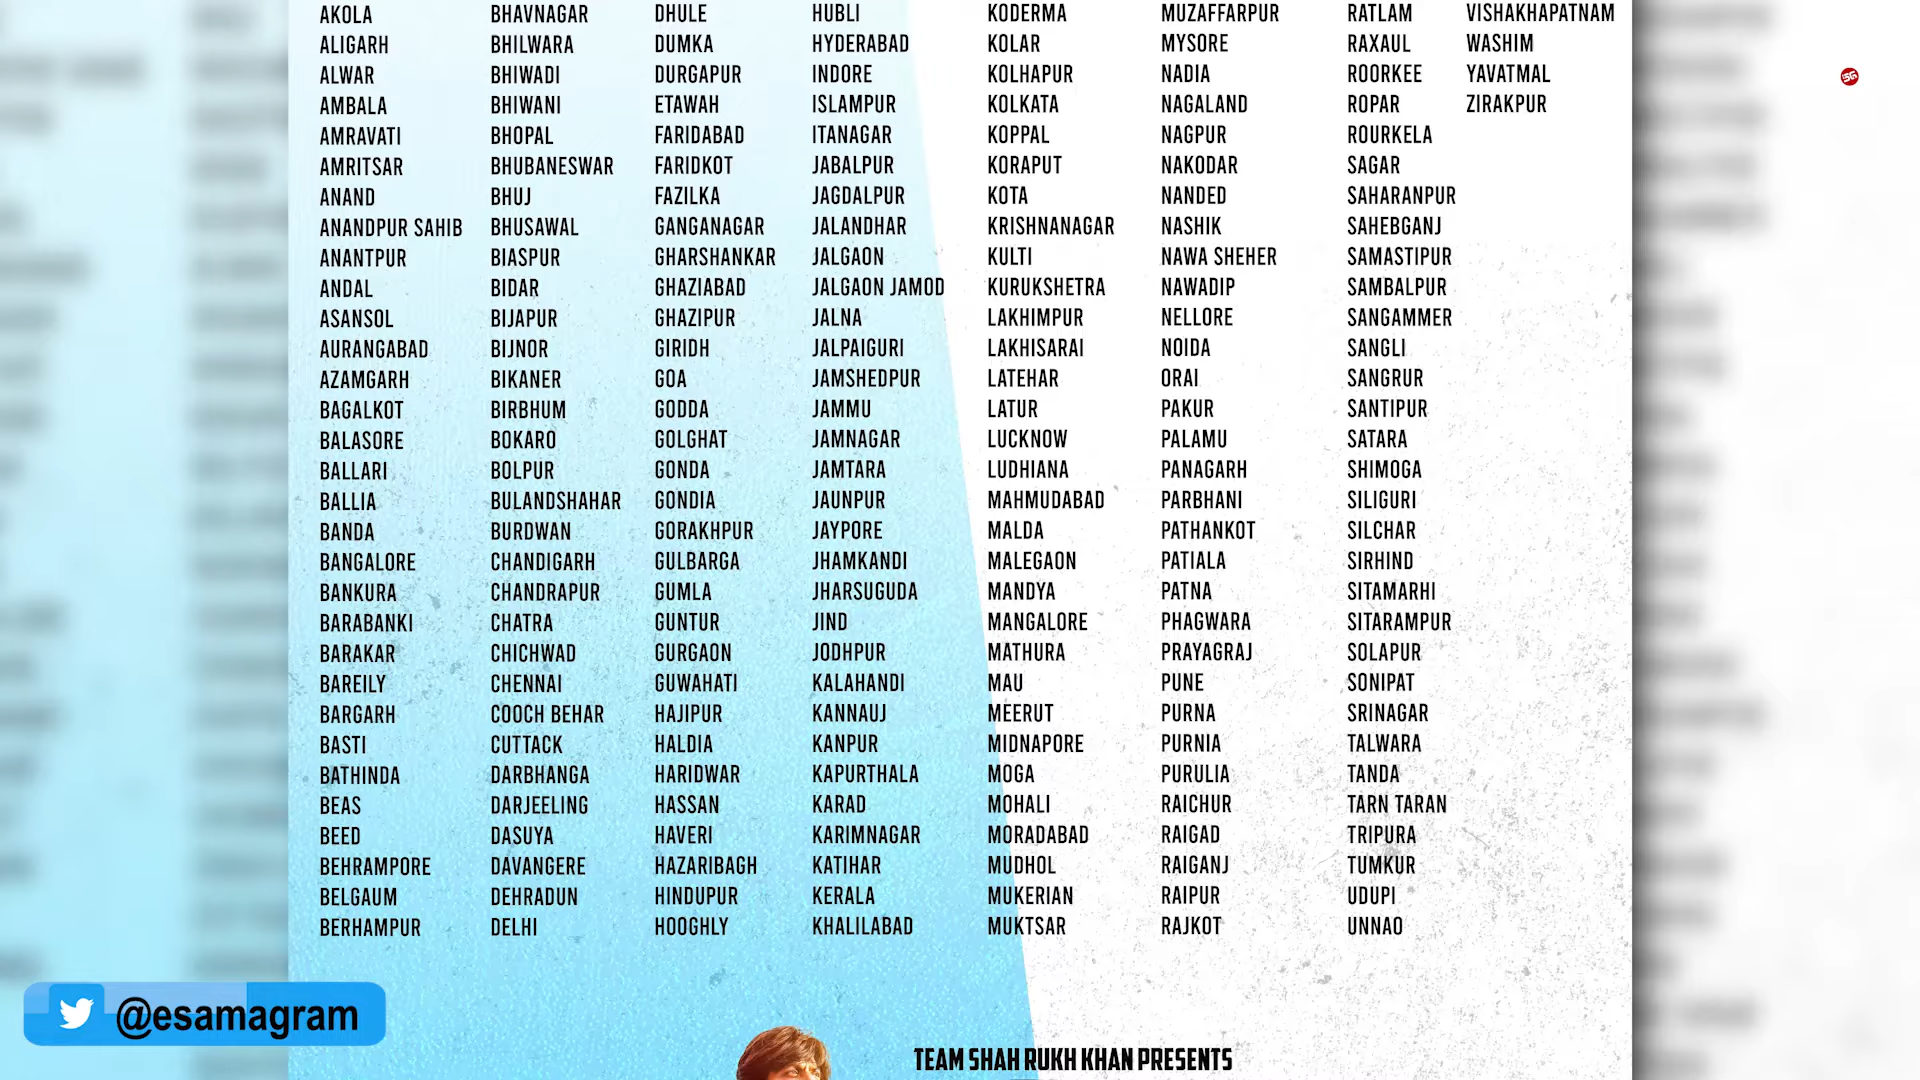 AKOLA BHAVNAGAR DHULE HUBLI KODERMA MUZAFFARPUR RATLAM VISHAKHAPATNAM
ALIGARH BHILWARA DUMKA HYDERABAD KOLAR MYSORE RAXAUL WASHIM
ALWAR BHIWADI DURGAPUR INDORE KOLHAPUR NADIA ROORKEE YAVATMAL
AMBALA BHIWANI ETAWAH ISLAMPUR KOLKATA NAGALAND ROPAR ZIRAKPUR
AMRAVATI BHOPAL FARIDABAD ITANAGAR KOPPAL NAGPUR ROURKELA
AMRITSAR BHUBANESWAR FARIDKOT JABALPUR KORAPUT NAKODAR SAGAR
ANAND BHUJ FAZILKA JAGDALPUR KOTA NANDED SAHARANPUR
ANANDPUR SAHIB BHUSAWAL GANGANAGAR JALANDHAR KRISHNANAGAR NASHIK SAHEBGANJ
ANANTPUR BIASPUR GHARSHANKAR JALGAON KULTI NAWA SHEHER SAMASTIPUR
ANDAL BIDAR GHAZIABAD JALGAON JAMOD KURUKSHETRA NAWADIP SAMBALPUR
ASANSOL BIJAPUR GHAZIPUR JALNA LAKHIMPUR NELLORE SANGAMMER
AURANGABAD BIJNOR GIRIDH JALPAIGURI LAKHISARAI NOIDA SANGLI
AZAMGARH BIKANER GOA JAMSHEDPUR LATEHAR ORAI SANGRUR
BAGALKOT BIRBHUM GODDA JAMMU LATUR PAKUR SANTIPUR
BALASORE BOKARO GOLGHAT JAMNAGAR LUCKNOW PALAMU SATARA
BALLARI BOLPUR GONDA JAMTARA LUDHIANA PANAGARH SHIMOGA
BALLIA BULANDSHAHAR GONDIA JAUNPUR MAHMUDABAD PARBHANI SILIGURI
BANDA BURDWAN GORAKHPUR JAYPORE MALDA PATHANKOT SILCHAR
BANGALORE CHANDIGARH GULBARGA JHAMKANDI MALEGAON PATIALA SIRHIND
BANKURA CHANDRAPUR GUMLA JHARSUGUDA MANDYA PATNA SITAMARHI
BARABANKI CHATRA GUNTUR JIND MANGALORE PHAGWARA SITARAMPUR
BARAKAR CHICHWAD GURGAON JODHPUR MATHURA PRAYAGRAJ SOLAPUR
BAREILY CHENNAI GUWAHATI KALAHANDI MAU PUNE SONIPAT
BARGARH COOCH BEHAR HAJIPUR KANNAUJ MEERUT PURNA SRINAGAR
BASTI CUTTACK HALDIA KANPUR MIDNAPORE PURNIA TALWARA
BATHINDA DARBHANGA HARIDWAR KAPURTHALA MOGA PURULIA TANDA
BEAS DARJEELING HASSAN KARAD MOHALI RAICHUR TARN TARAN
BEED DASUYA HAVERI KARIMNAGAR MORADABAD RAIGAD TRIPURA
BEHRAMPORE DAVANGERE HAZARIBAGH KATIHAR MUDHOL RAIGANJ TUMKUR
BELGAUM DEHRADUN HINDUPUR KERALA MUKERIAN RAIPUR UDUPI
BERHAMPUR DELHI HOOGHLY KHALILABAD MUKTSAR RAJKOT UNNAO
@esamagram
TEAM SHAH RUKH KHAN PRESENTS